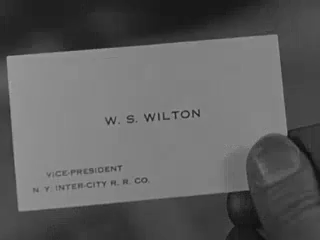 W. S. WILTON
VICE-PRESIDENT
N. Y. INTER-CITY R. R. CO.